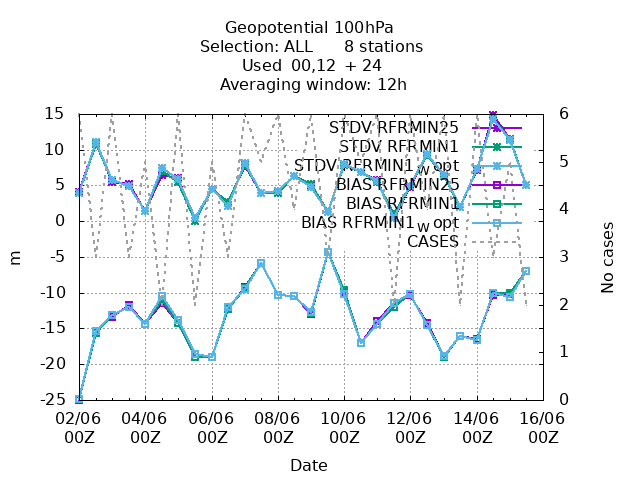 Geopotential 100hPa
Selection: ALL 8 stations
Used 00,12 + 24
Averaging window: 12h
15
10
5
0
-5
-10
-15
-20
-25
m
STDV RFRMIN25
STDV RFRMIN1
STDV RFRMIN1w opt
BIAS RFRMIN25
BIAS RFRMIN1
BIAS RFRMIN1w opt
CASES
6
5
4
3
2
1
0
No cases
02/06 04/06 06/06 08/06 10/06 12/06 14/06 16/06
00Z 00Z 00Z 00Z 00Z 00Z 00Z 00Z
Date